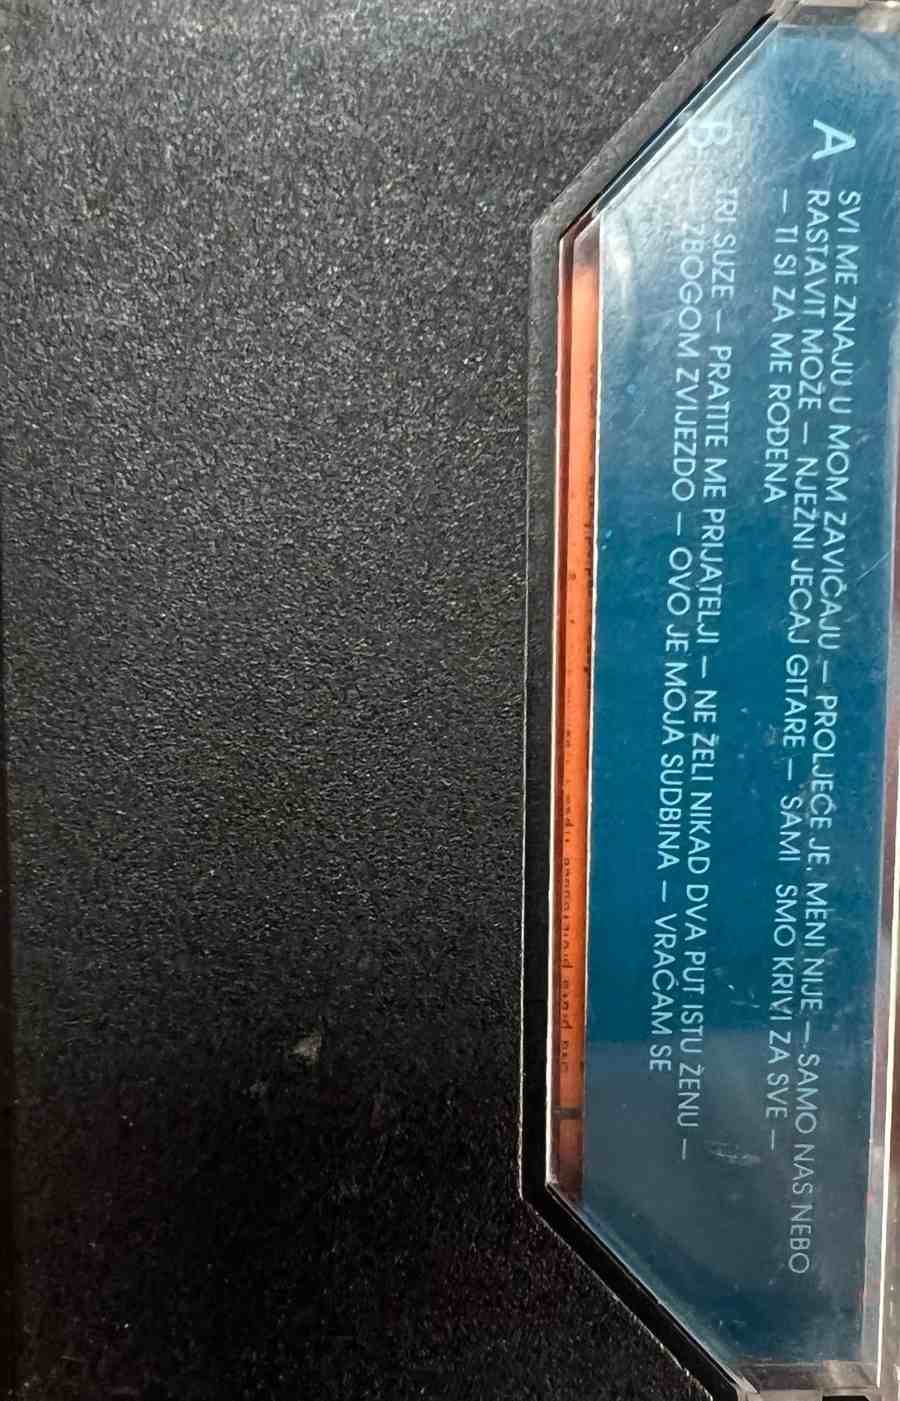 A
SVI ME ZNAJU U MOM ZAVIČAJU – PROLJEĆE JE, MENI NIJE – SAMO NAS NEBO
RASTAVIT MOŽE – NJEŽNI JECAJ GITARE – SAMI SMO KRIVI ZA SVE –
– TI SI ZA ME ROĐENA
B
TRI SUZE – PRATITE ME PRIJATELJI – NE ŽELI NIKAD DVA PUT ISTU ŽENU –
– ZBOGOM ZVIJEZDO – OVO JE MOJA SUDBINA – VRAĆAM SE